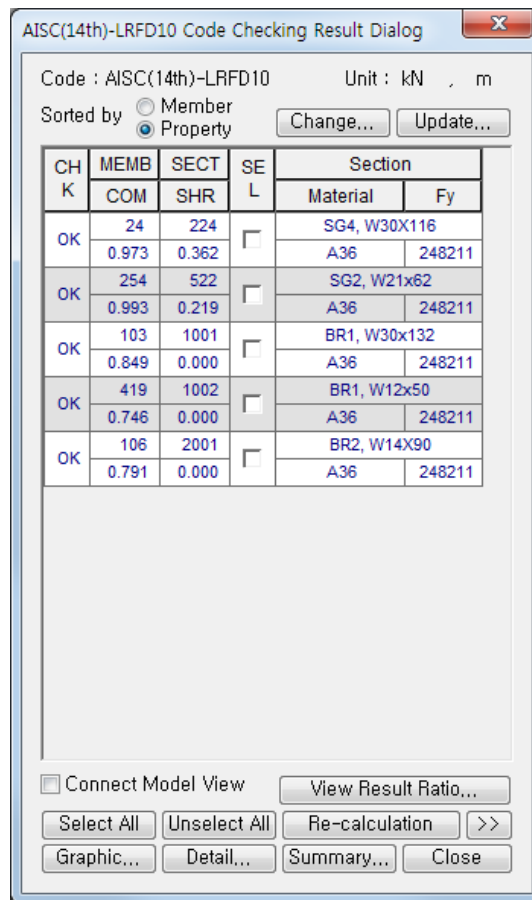 AISC(14th)-LRFD10 Code Checking Result Dialog
Code : AISC(14th)-LRFD10 Unit : kN , m
Sorted by Member
Property
Change... Update...
CHK MEMB SECT SEL Section
COM SHR Material Fy
OK 24 224 SG4, W30X116
0.973 0.362 A36 248211
OK 254 522 SG2, W21x62
0.993 0.219 A36 248211
OK 103 1001 BR1, W30x132
0.849 0.000 A36 248211
OK 419 1002 BR1, W12x50
0.746 0.000 A36 248211
OK 106 2001 BR2, W14X90
0.791 0.000 A36 248211
Connect Model View View Result Ratio...
Select All Unselect All Re-calculation >>
Graphic... Detail... Summary... Close